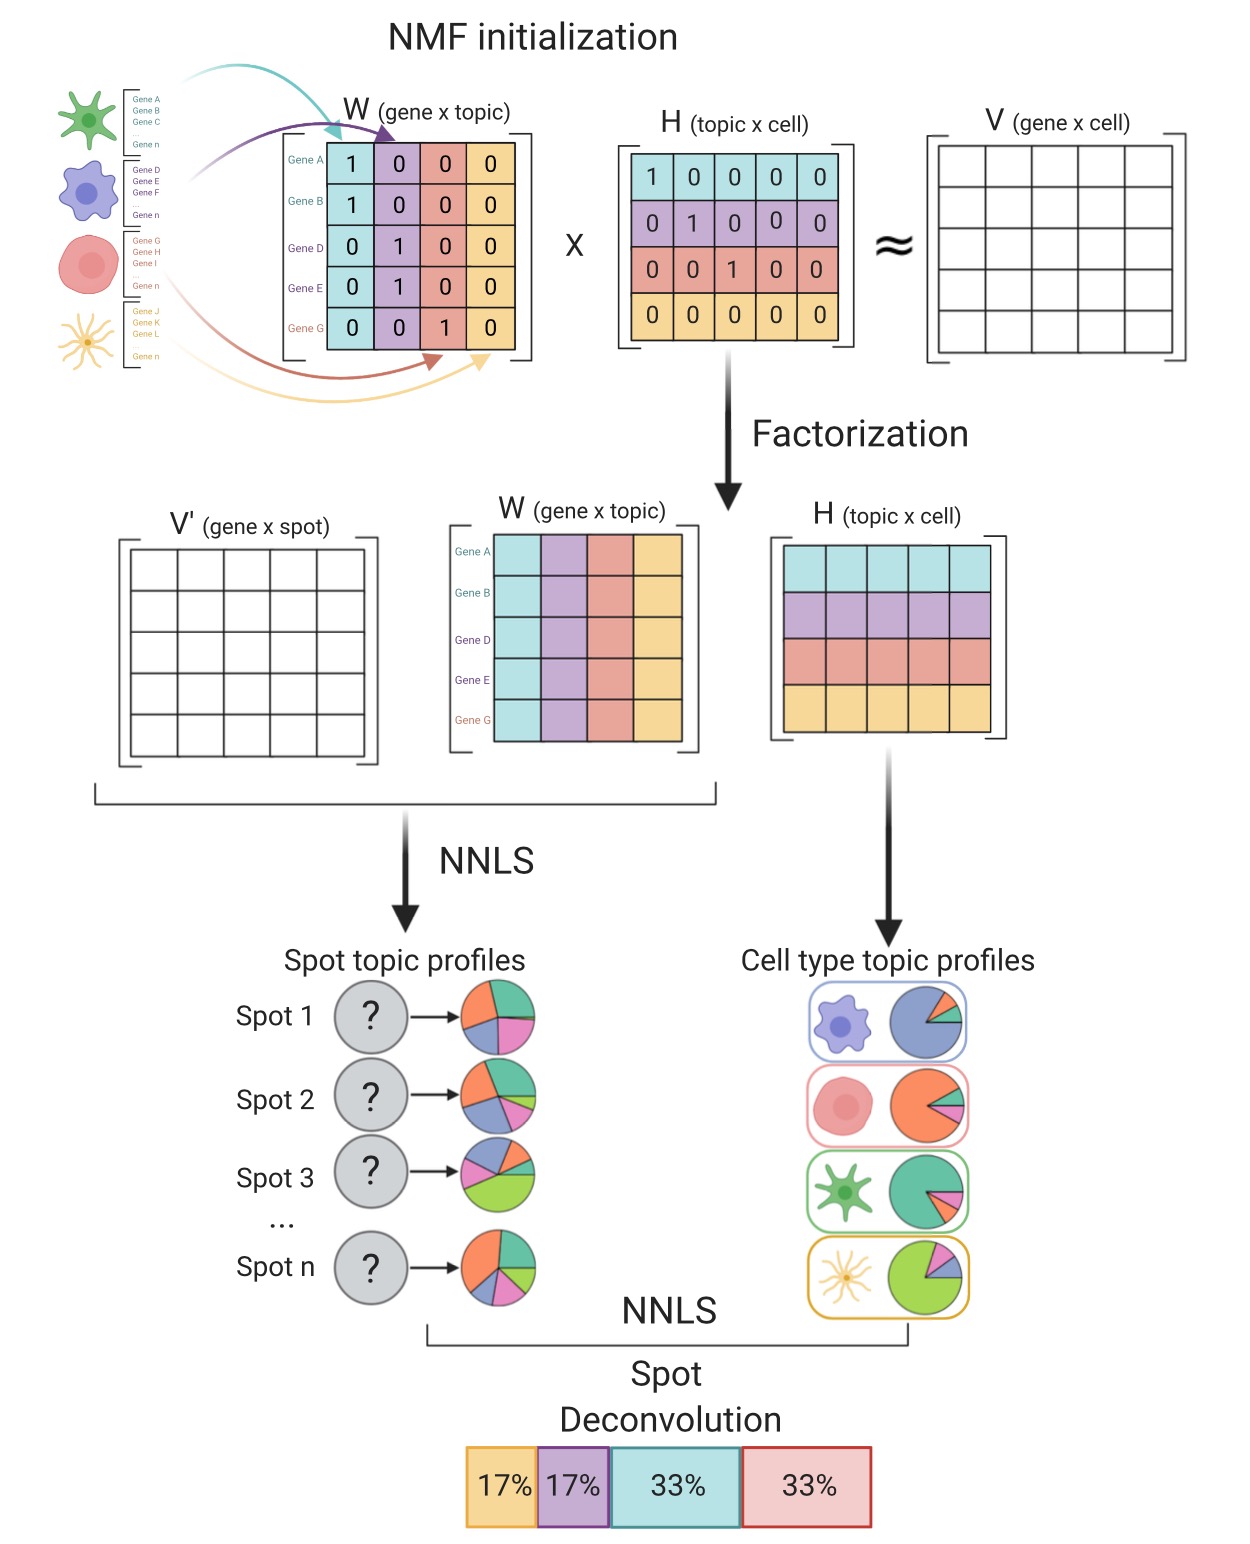 NMF initialization
Gene A
Gene B
Gene C
...
Gene n
Gene D
Gene E
Gene F
...
Gene n
Gene G
Gene H
Gene I
...
Gene n
Gene J
Gene K
Gene L
...
Gene n
W (gene x topic)
Gene A 1 0 0 0
Gene B 1 0 0 0
Gene D 0 1 0 0
Gene E 0 1 0 0
Gene G 0 0 1 0
X
H (topic x cell)
1 0 0 0 0
0 1 0 0 0
0 0 1 0 0
0 0 0 0 0
≈
V (gene x cell)
Factorization
V' (gene x spot)
W (gene x topic)
Gene A
Gene B
Gene D
Gene E
Gene G
H (topic x cell)
NNLS
Spot topic profiles
Spot 1 ?
Spot 2 ?
Spot 3 ?
...
Spot n ?
Cell type topic profiles
NNLS
Spot
Deconvolution
17% 17% 33% 33%